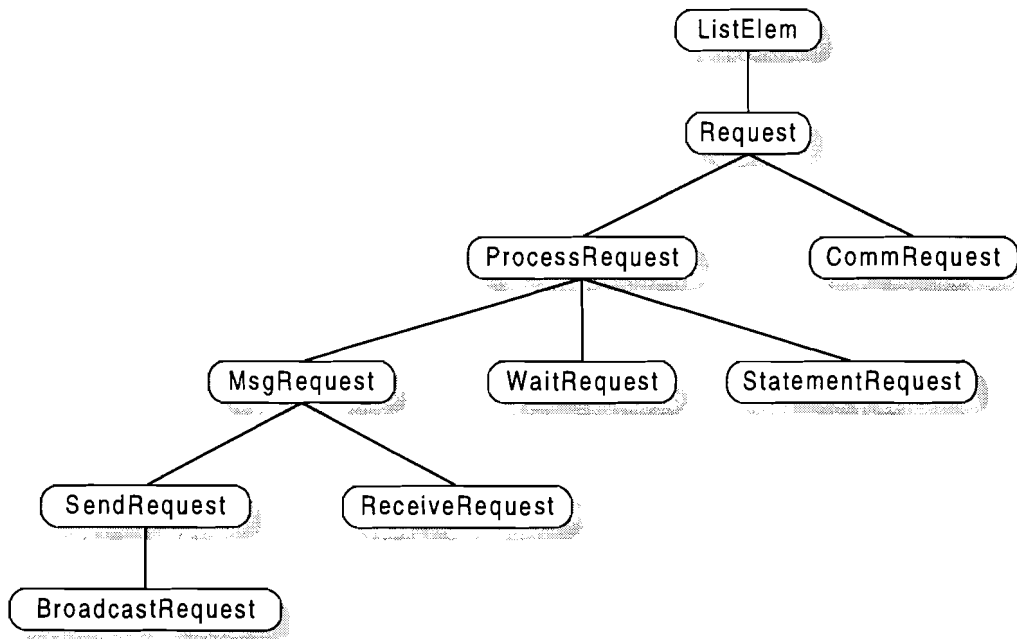 ListElem
Request
ProcessRequest
CommRequest
MsgRequest
WaitRequest
StatementRequest
SendRequest
ReceiveRequest
BroadcastRequest